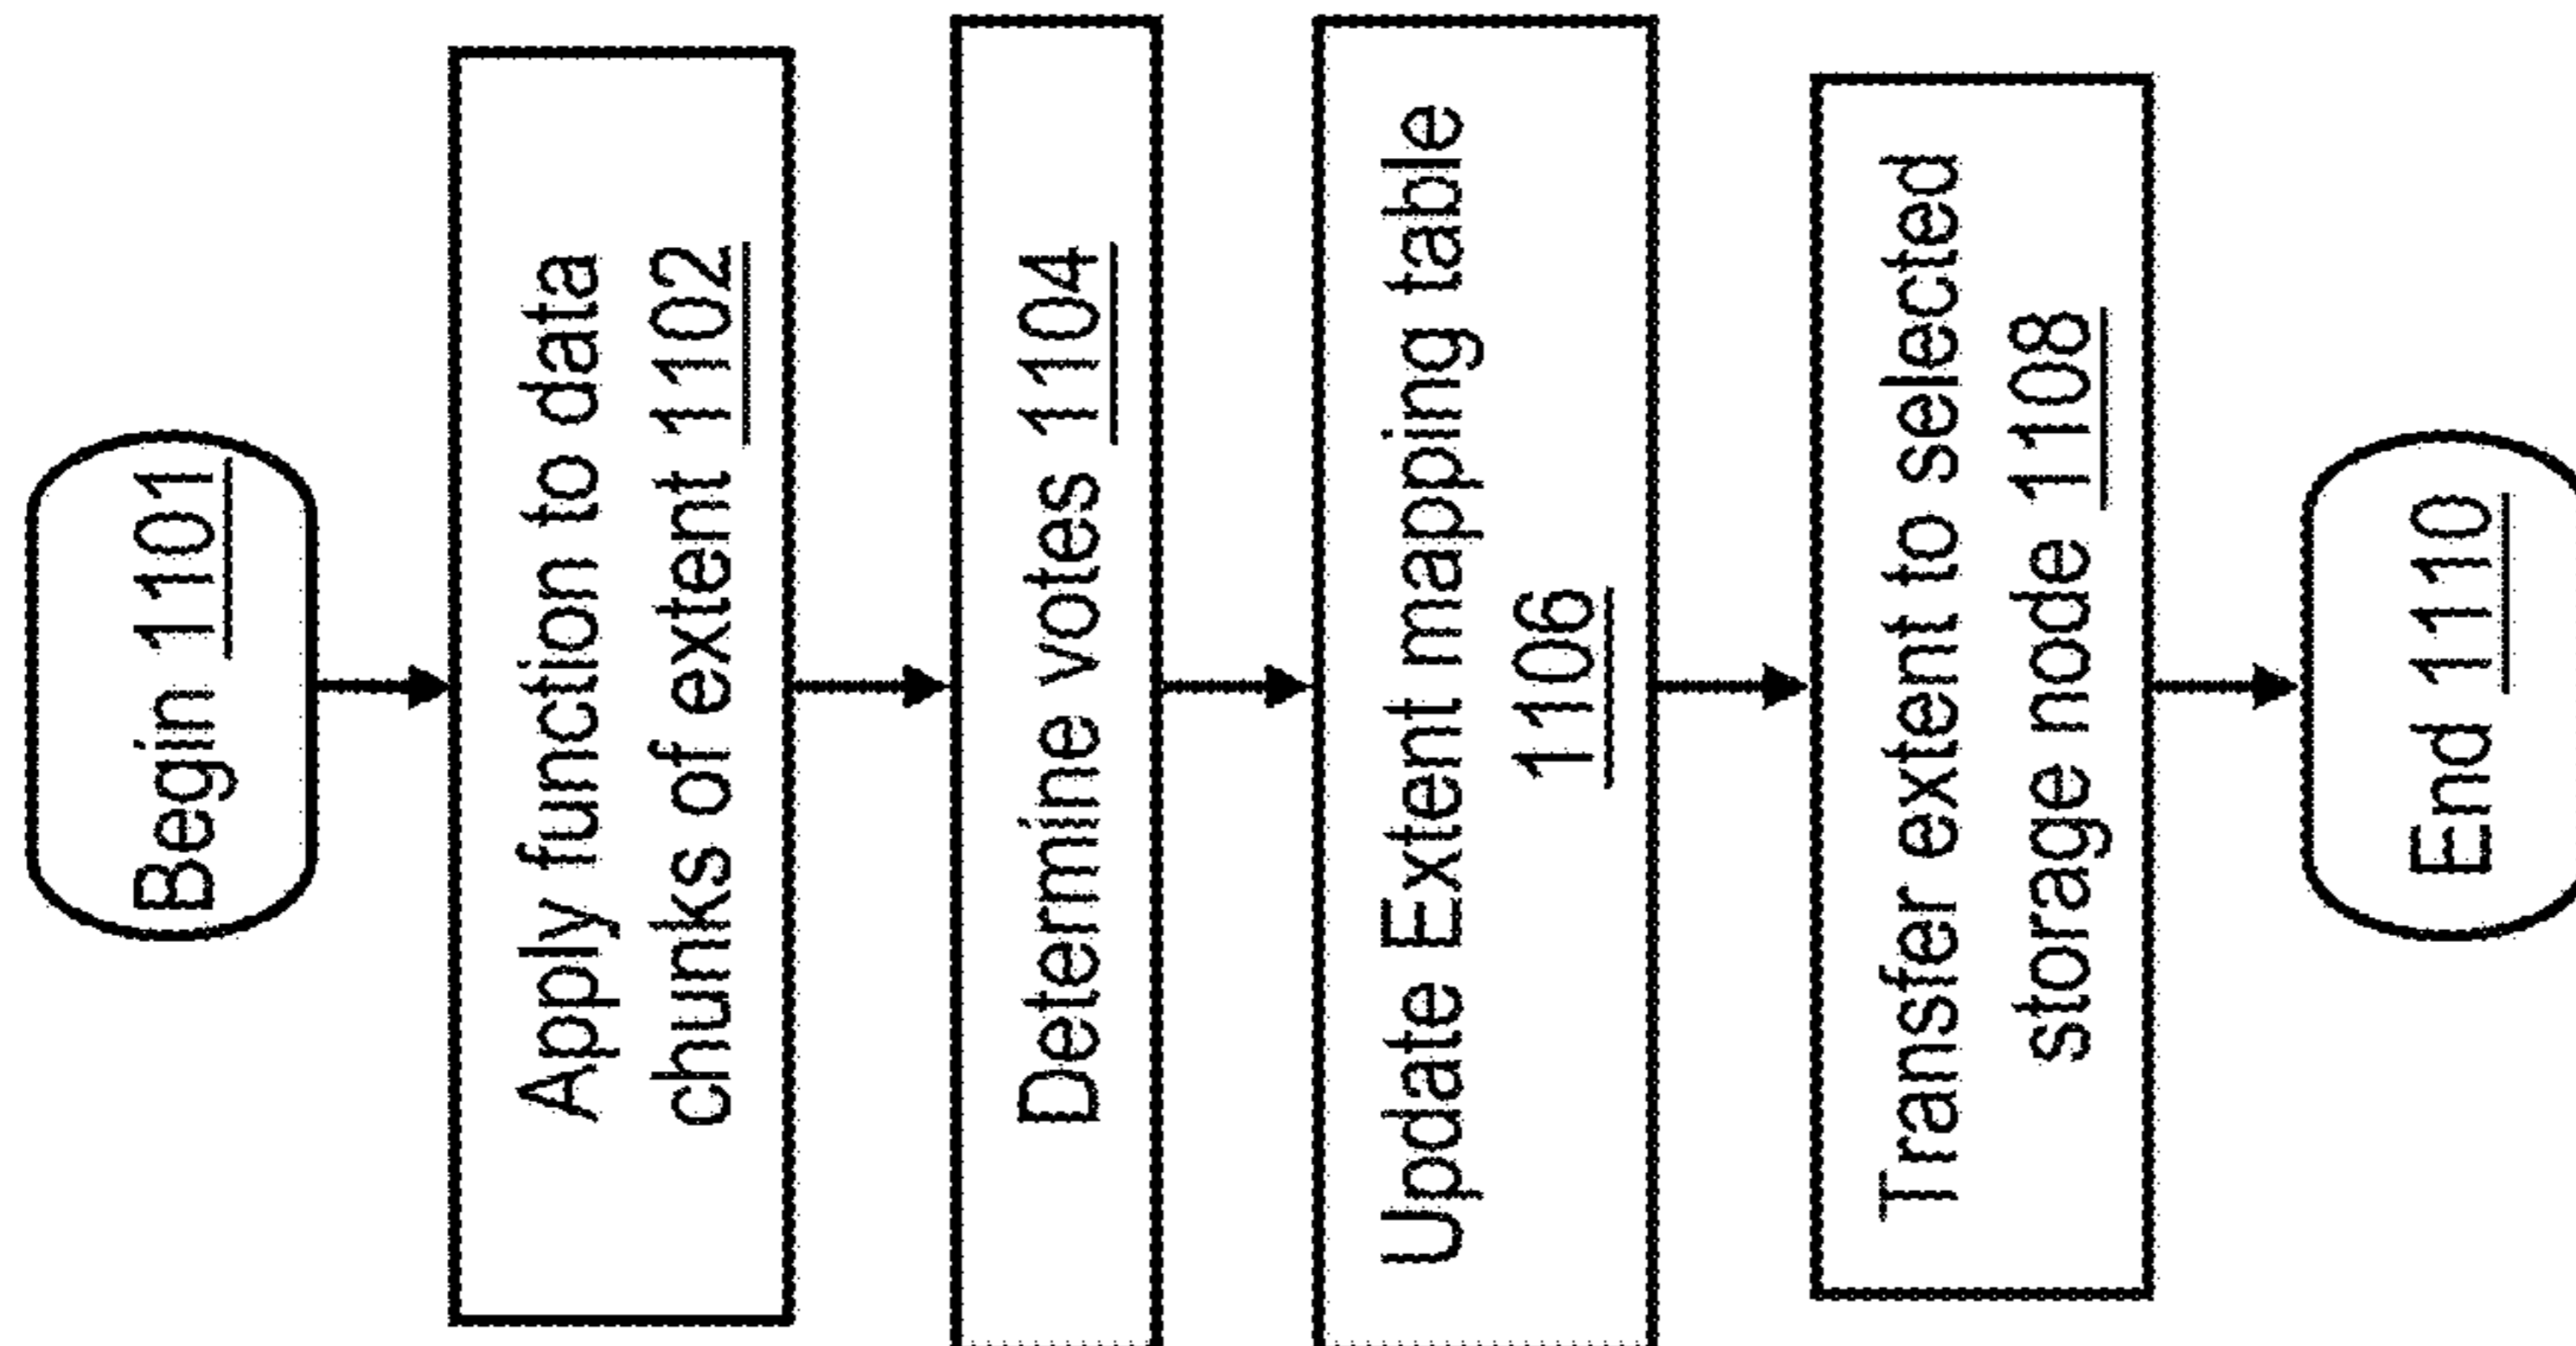 Begin 1101
Apply function to data
chunks of extent 1102
Determine votes 1104
Update Extent mapping table
1106
Transfer extent to selected
storage node 1108
End 1110